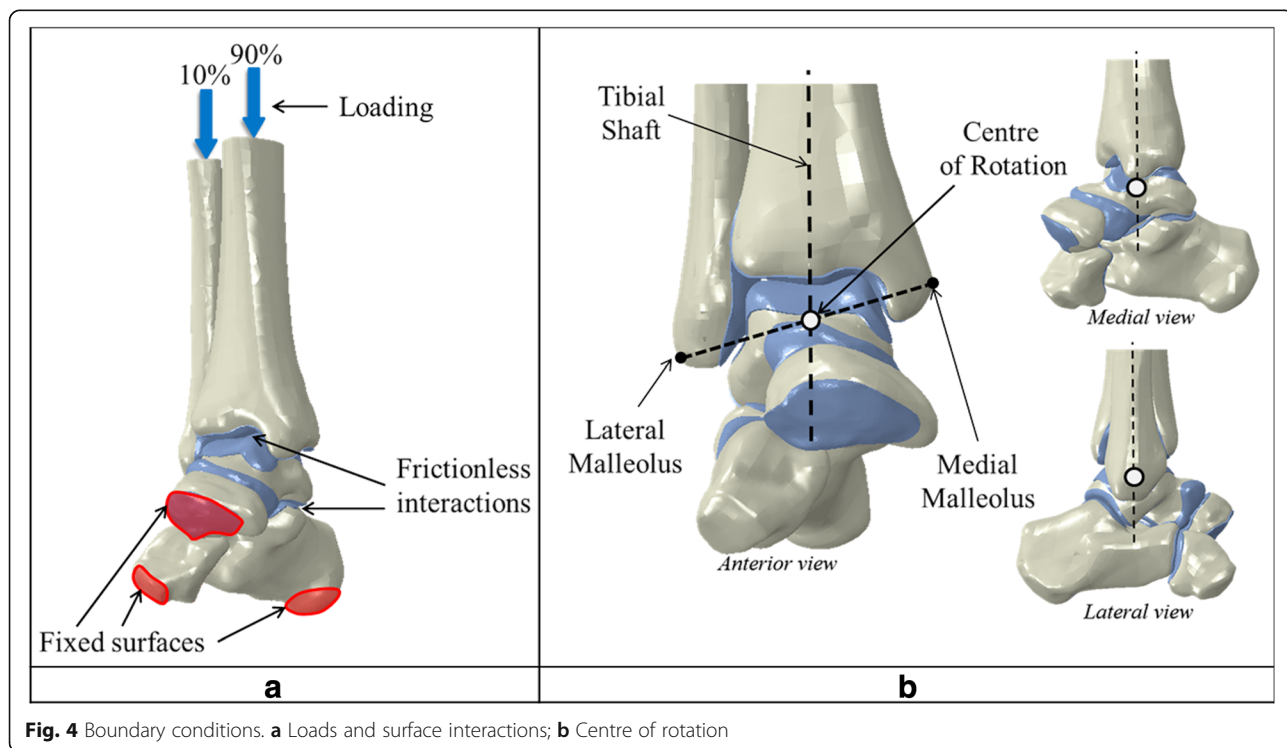 10%
90%
Loading
Frictionless
interactions
Fixed surfaces
a
Tibial
Shaft
Centre
of Rotation
Lateral
Malleolus
Medial
Malleolus
Anterior view
Medial view
Lateral view
b
Fig. 4 Boundary conditions. a Loads and surface interactions; b Centre of rotation